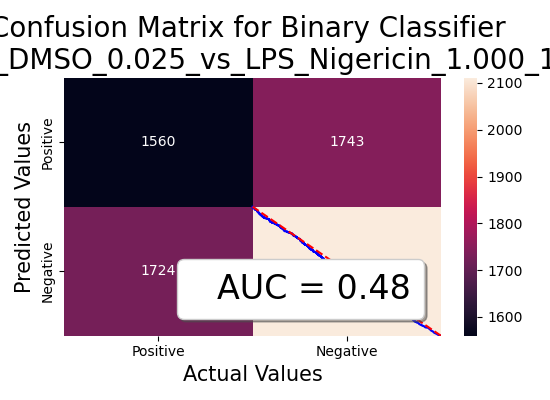 Confusion Matrix for Binary Classifier
_DMSO_0.025_vs_LPS_Nigericin_1.000_1
Predicted Values
Positive
Negative
1560
1743
1724
AUC = 0.48
Positive
Negative
Actual Values
2100
2000
1900
1800
1700
1600